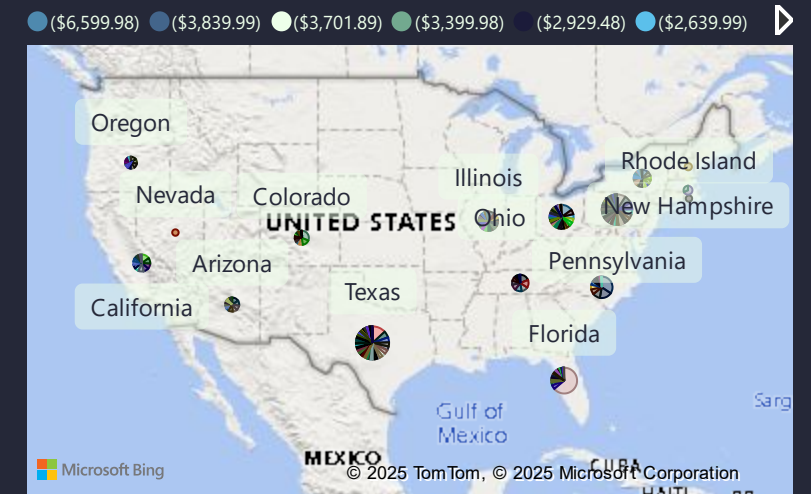 ($6,599.98) ($3,839.99) ($3,701.89) ($3,399.98) ($2,929.48) ($2,639.99)
Oregon
Rhode Island
Illinois
Nevada
Colorado
New Hampshire
Ohio
UNITED STATES
Arizona
Pennsylvania
Texas
California
Florida
Gulf of
Mexico
Sarg
MEXICO
CUBA
Microsoft Bing
© 2025 TomTom, © 2025 Microsoft Corporation
HAITI